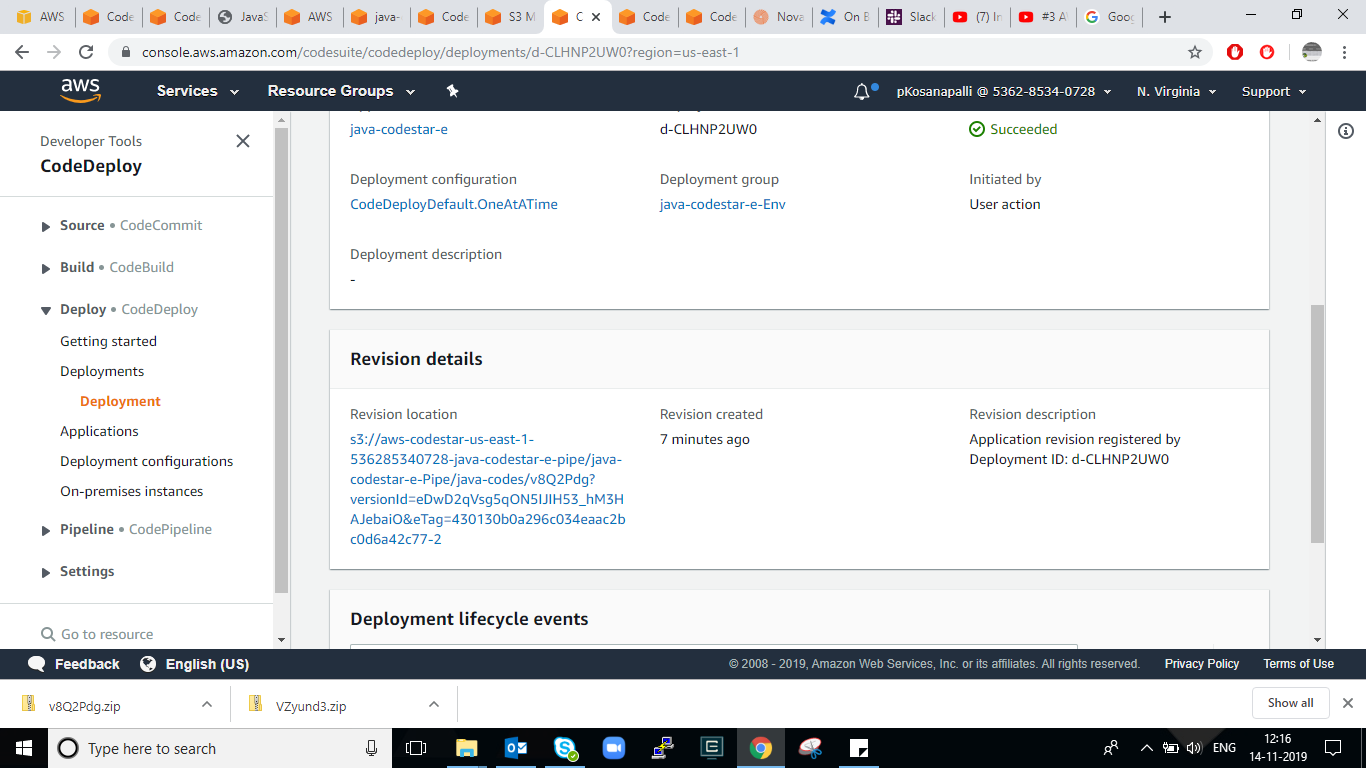 AWS
Code
Code
JavaS
AWS
java-
Code
S3 M
C
Code
Code
Nova
On B
Slack
(7) In
#3 A
Goog
console.aws.amazon.com/codesuite/codedeploy/deployments/d-CLHNP2UW0?region=us-east-1
aws
Services
Resource Groups
pKosanapalli @ 5362-8534-0728
N. Virginia
Support
Developer Tools
CodeDeploy
Source • CodeCommit
Build • CodeBuild
Deploy • CodeDeploy
Getting started
Deployments
Deployment
Applications
Deployment configurations
On-premises instances
Pipeline • CodePipeline
Settings
Go to resource
java-codestar-e
d-CLHNP2UW0
Succeeded
Deployment configuration
Deployment group
Initiated by
CodeDeployDefault.OneAtATime
java-codestar-e-Env
User action
Deployment description
-
Revision details
Revision location
Revision created
Revision description
s3://aws-codestar-us-east-1-
536285340728-java-codestar-e-pipe/java-
codestar-e-Pipe/java-codes/v8Q2Pdg?
versionId=eDwD2qVsg5qON5IJIH53_hM3H
AJebaiO&eTag=430130b0a296c034eaac2b
c0d6a42c77-2
7 minutes ago
Application revision registered by
Deployment ID: d-CLHNP2UW0
Deployment lifecycle events
Feedback
English (US)
© 2008 - 2019, Amazon Web Services, Inc. or its affiliates. All rights reserved.
Privacy Policy
Terms of Use
v8Q2Pdg.zip
VZyund3.zip
Show all
Type here to search
ENG
12:16
14-11-2019